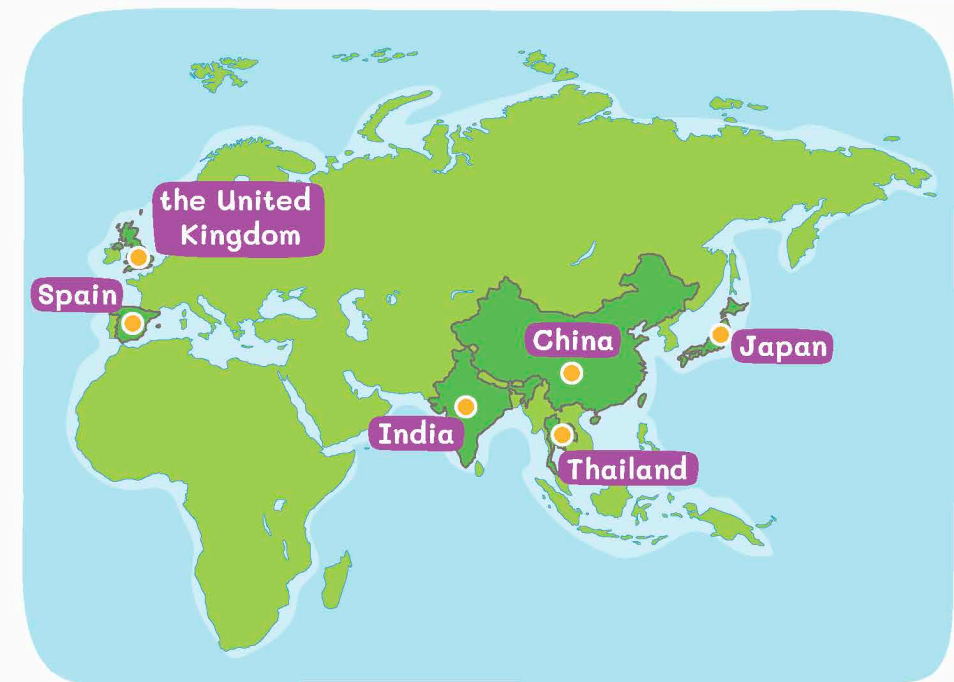 the United
Kingdom
Spain
China
Japan
India
Thailand